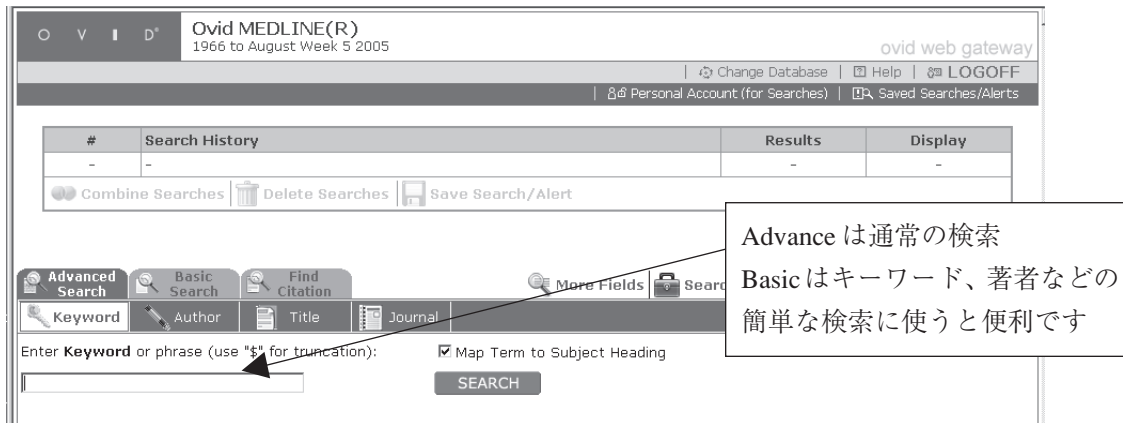 O V I D®
Ovid MEDLINE(R)
1966 to August Week 5 2005
ovid web gateway
Change Database | Help | LOGOFF
Personal Account (for Searches) | Saved Searches/Alerts
# Search History Results Display
- - - -
Combine Searches Delete Searches Save Search/Alert
Advanced Search
Basic Search
Find Citation
More Fields
Keyword Author Title Journal
Enter Keyword or phrase (use "$" for truncation):
Map Term to Subject Heading
SEARCH
Advance は通常の検索
Basicはキーワード、著者などの
簡単な検索に使うと便利です